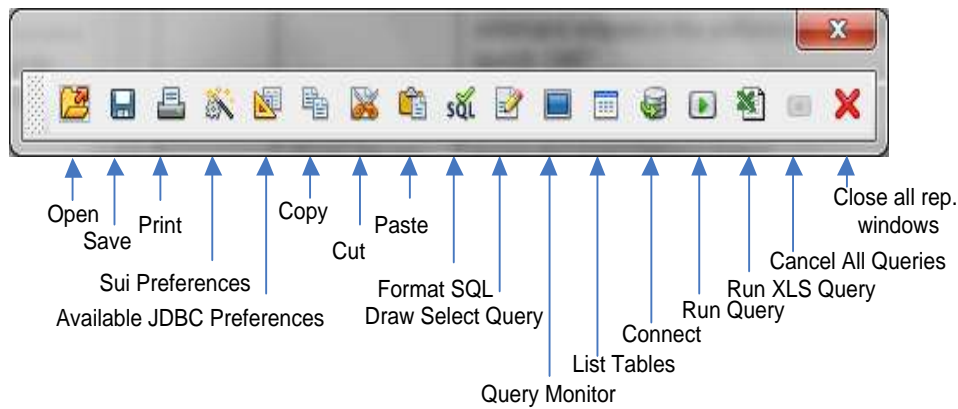 X
SQL
Open
Save
Print
Sui Preferences
Available JDBC Preferences
Copy
Cut
Paste
Format SQL
Draw Select Query
Query Monitor
List Tables
Connect
Run Query
Run XLS Query
Cancel All Queries
Close all rep.
windows